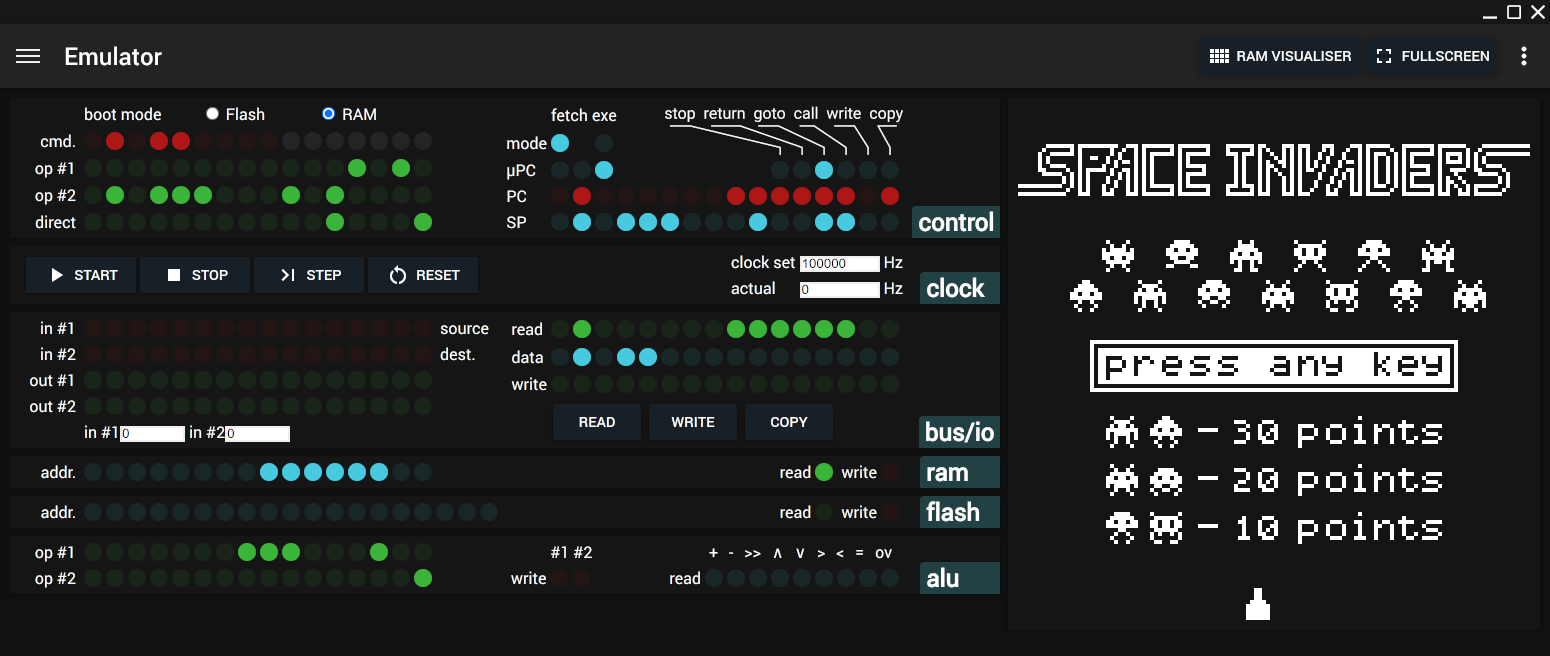 Emulator
RAM VISUALISER
FULLSCREEN
boot mode Flash RAM
cmd.
op #1
op #2
direct
fetch exe
stop return goto call write copy
mode
µPC
PC
SP
control
START
STOP
STEP
RESET
clock set 100000 Hz
actual 0 Hz
clock
in #1 source
in #2 dest.
out #1
out #2
in #1 0 in #2 0
read
data
write
READ
WRITE
COPY
bus/io
addr. read write
ram
addr. read write
flash
op #1
op #2
#1 #2
write
+ - >> ∧ ∨ > < = ov
read
alu
SPACE INVADERS
press any key
- 30 points
- 20 points
- 10 points